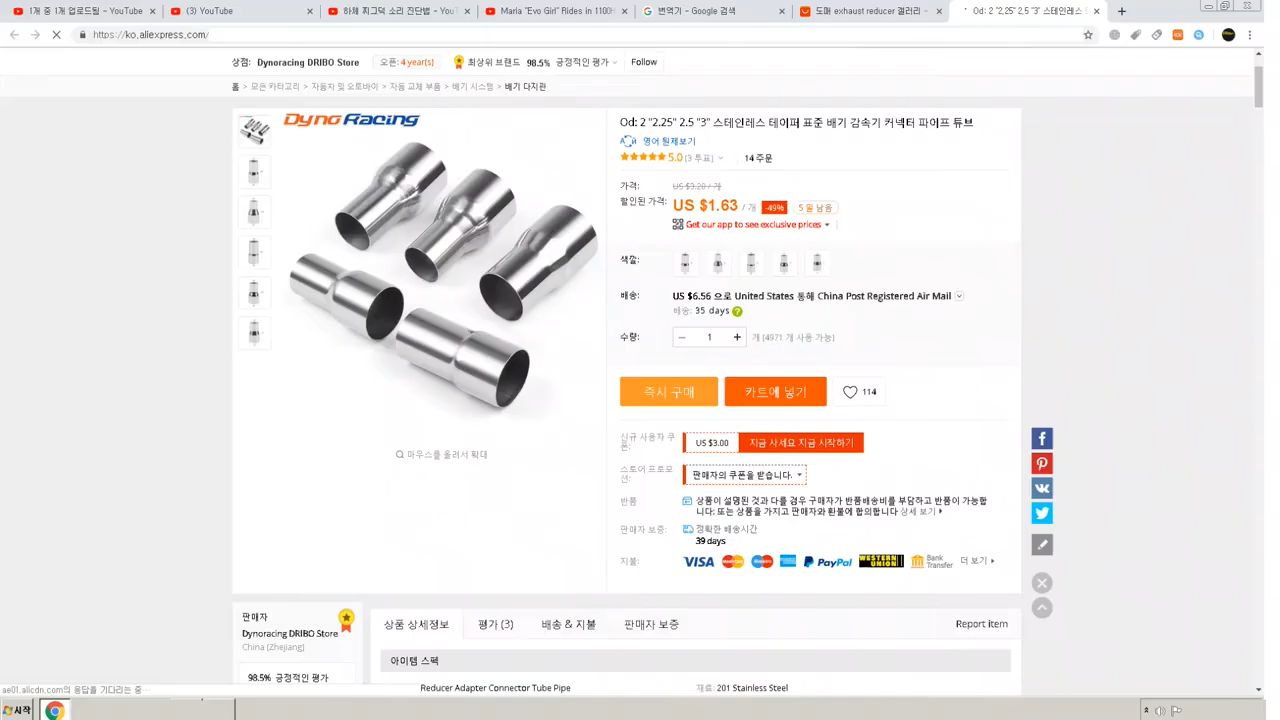 1개 중 1개 업로드될 - YouTube
(3) YouTube
하체 찌그덕 소리 진단법 - YouT
Maria "Evo Girl" Rides in 1100H
번역기 - Google 검색
도매 exhaust reducer 갤러리 -
Od: 2 "2,25" 2,5 "3" 스테인레스
https://ko.aliexpress.com/
상점: Dynoracing DRIBO Store
오픈: 4 year(s)
최상위 브랜드 98.5% 긍정적인 평가
Follow
홈 > 모든 카테고리 > 자동차 및 오토바이 > 자동 교체 부품 > 배기 시스템 > 배기 다지관
Dyno Racing
Od: 2 "2.25" 2.5 "3" 스테인레스 테이퍼 표준 배기 감속기 커넥터 파이프 튜브
영어 원제보기
5.0 (3 투표) 14 주문
가격: US $3.20 / 개
할인된 가격: US $1.63 / 개 -49% 5 일 남음
Get our app to see exclusive prices
색깔:
배송: US $6.56 으로 United States 통해 China Post Registered Air Mail
배송: 35 days
수량: 1 개 (4971 개 사용 가능)
즉시 구매
카트에 넣기
114
마우스를 올려서 확대
신규 사용자 쿠폰:
US $3.00
지금 사세요 지금 시작하기
스토어 프로모션:
판매자의 쿠폰을 받습니다.
반품
상품이 설명된 것과 다를 경우 구매자가 반품배송비를 부담하고 반품이 가능합
니다; 또는 상품을 가지고 판매자와 환불에 합의합니다 상세 보기
판매자 보증: 정확한 배송시간
39 days
지불: VISA MasterCard Maestro PayPal WESTERN UNION Bank Transfer 더 보기
판매자
Dynoracing DRIBO Store
China (Zhejiang)
98.5% 긍정적인 평가
상품 상세정보
평가 (3)
배송 & 지불
판매자 보증
Report item
아이템 스펙
Reducer Adapter Connector Tube Pipe
재료: 201 Stainless Steel
ae01.alicdn.com의 응답을 기다리는 중
시작